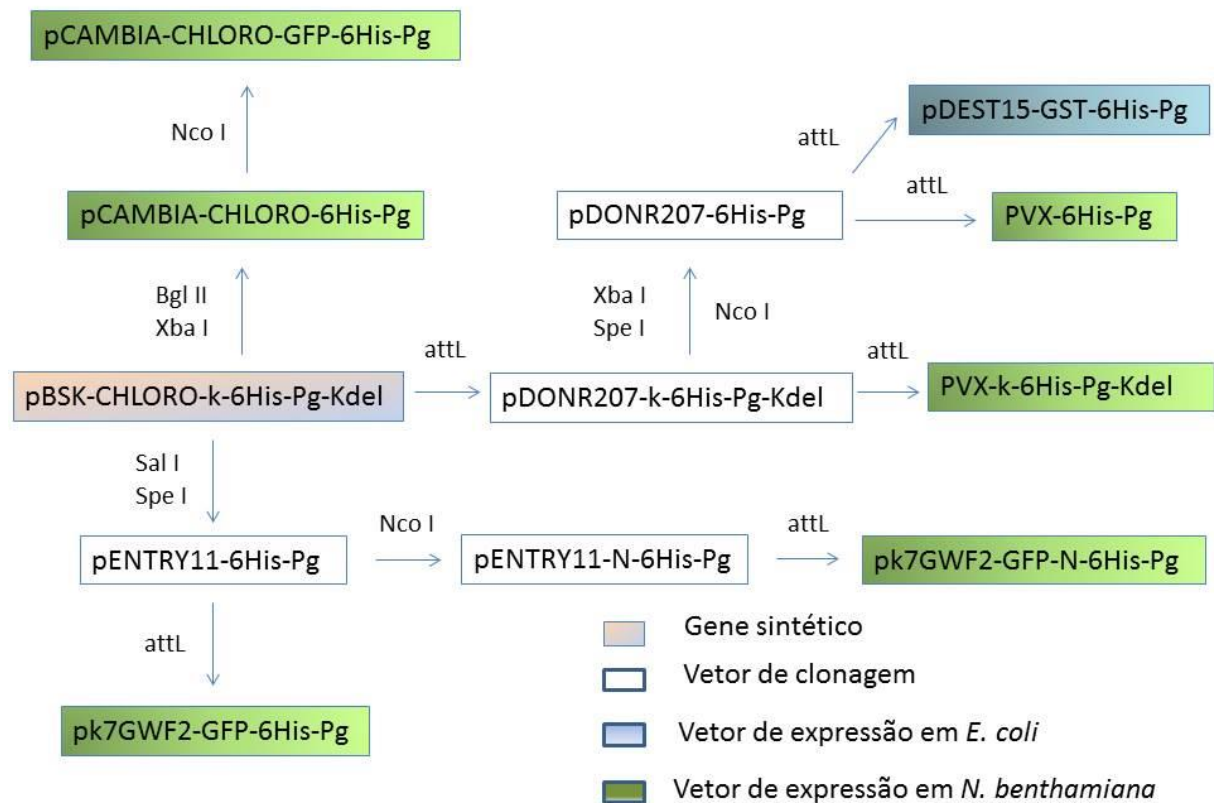 pCAMBIA-CHLORO-GFP-6His-Pg
Nco I
pDEST15-GST-6His-Pg
attL
attL
pCAMBIA-CHLORO-6His-Pg
pDONR207-6His-Pg
PVX-6His-Pg
Bgl II
Xba I
Xba I
Spe I
Nco I
attL
attL
pBSK-CHLORO-k-6His-Pg-Kdel
pDONR207-k-6His-Pg-Kdel
PVX-k-6His-Pg-Kdel
Sal I
Spe I
Nco I
attL
pENTRY11-6His-Pg
pENTRY11-N-6His-Pg
pk7GWF2-GFP-N-6His-Pg
attL
pk7GWF2-GFP-6His-Pg
Gene sintético
Vetor de clonagem
Vetor de expressão em E. coli
Vetor de expressão em N. benthamiana